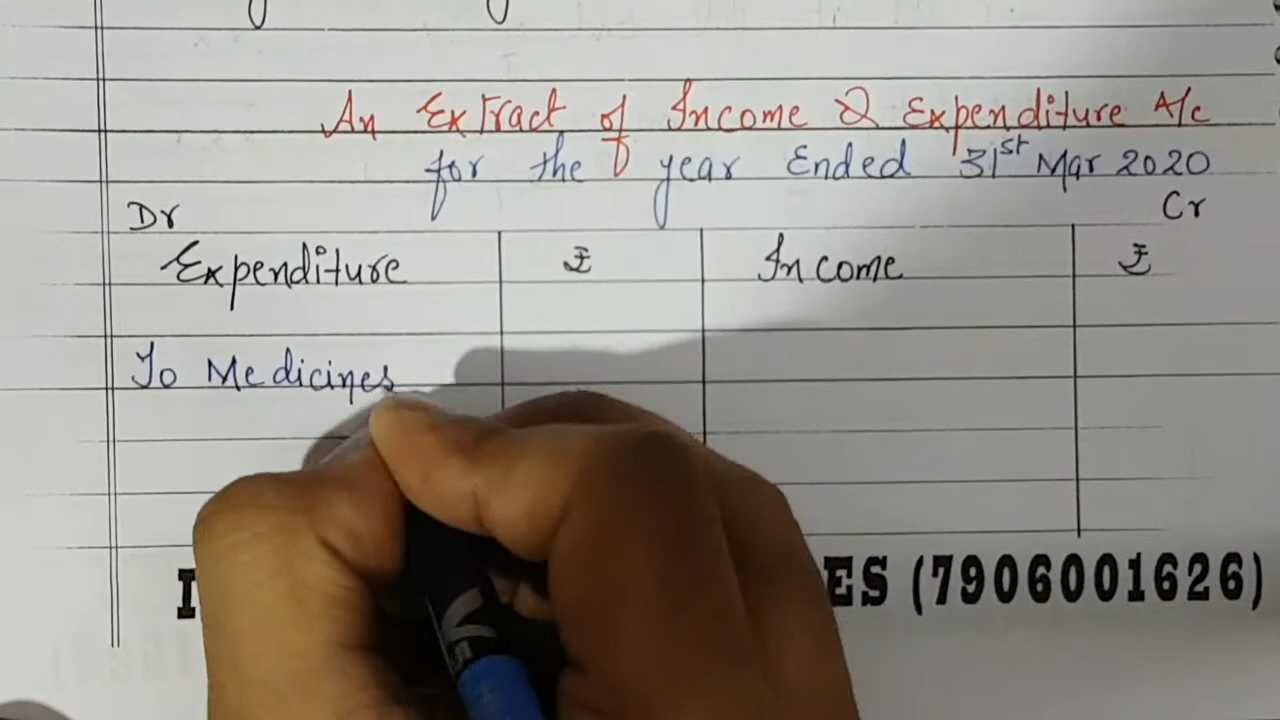 An Extract of Income & Expenditure A/c
for the year Ended 31st Mar 2020
Dr Cr
Expenditure ₹ Income ₹
To Medicines
ES (7906001626)